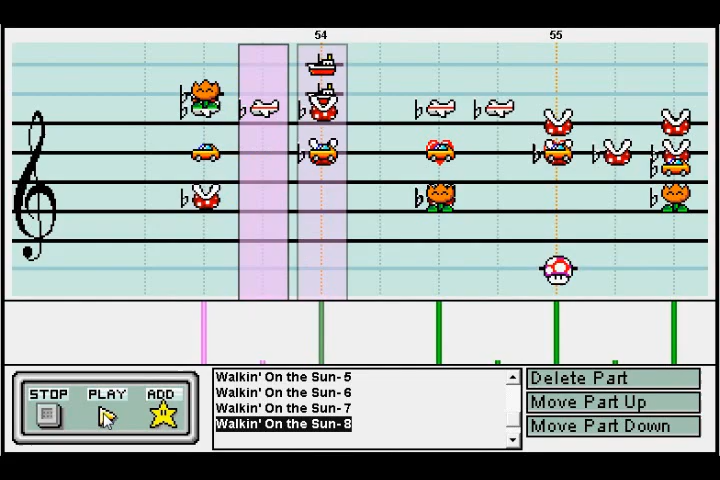 54 55
STOP PLAY ADD
Walkin' On the Sun- 5
Walkin' On the Sun- 6
Walkin' On the Sun- 7
Walkin' On the Sun- 8
Delete Part
Move Part Up
Move Part Down